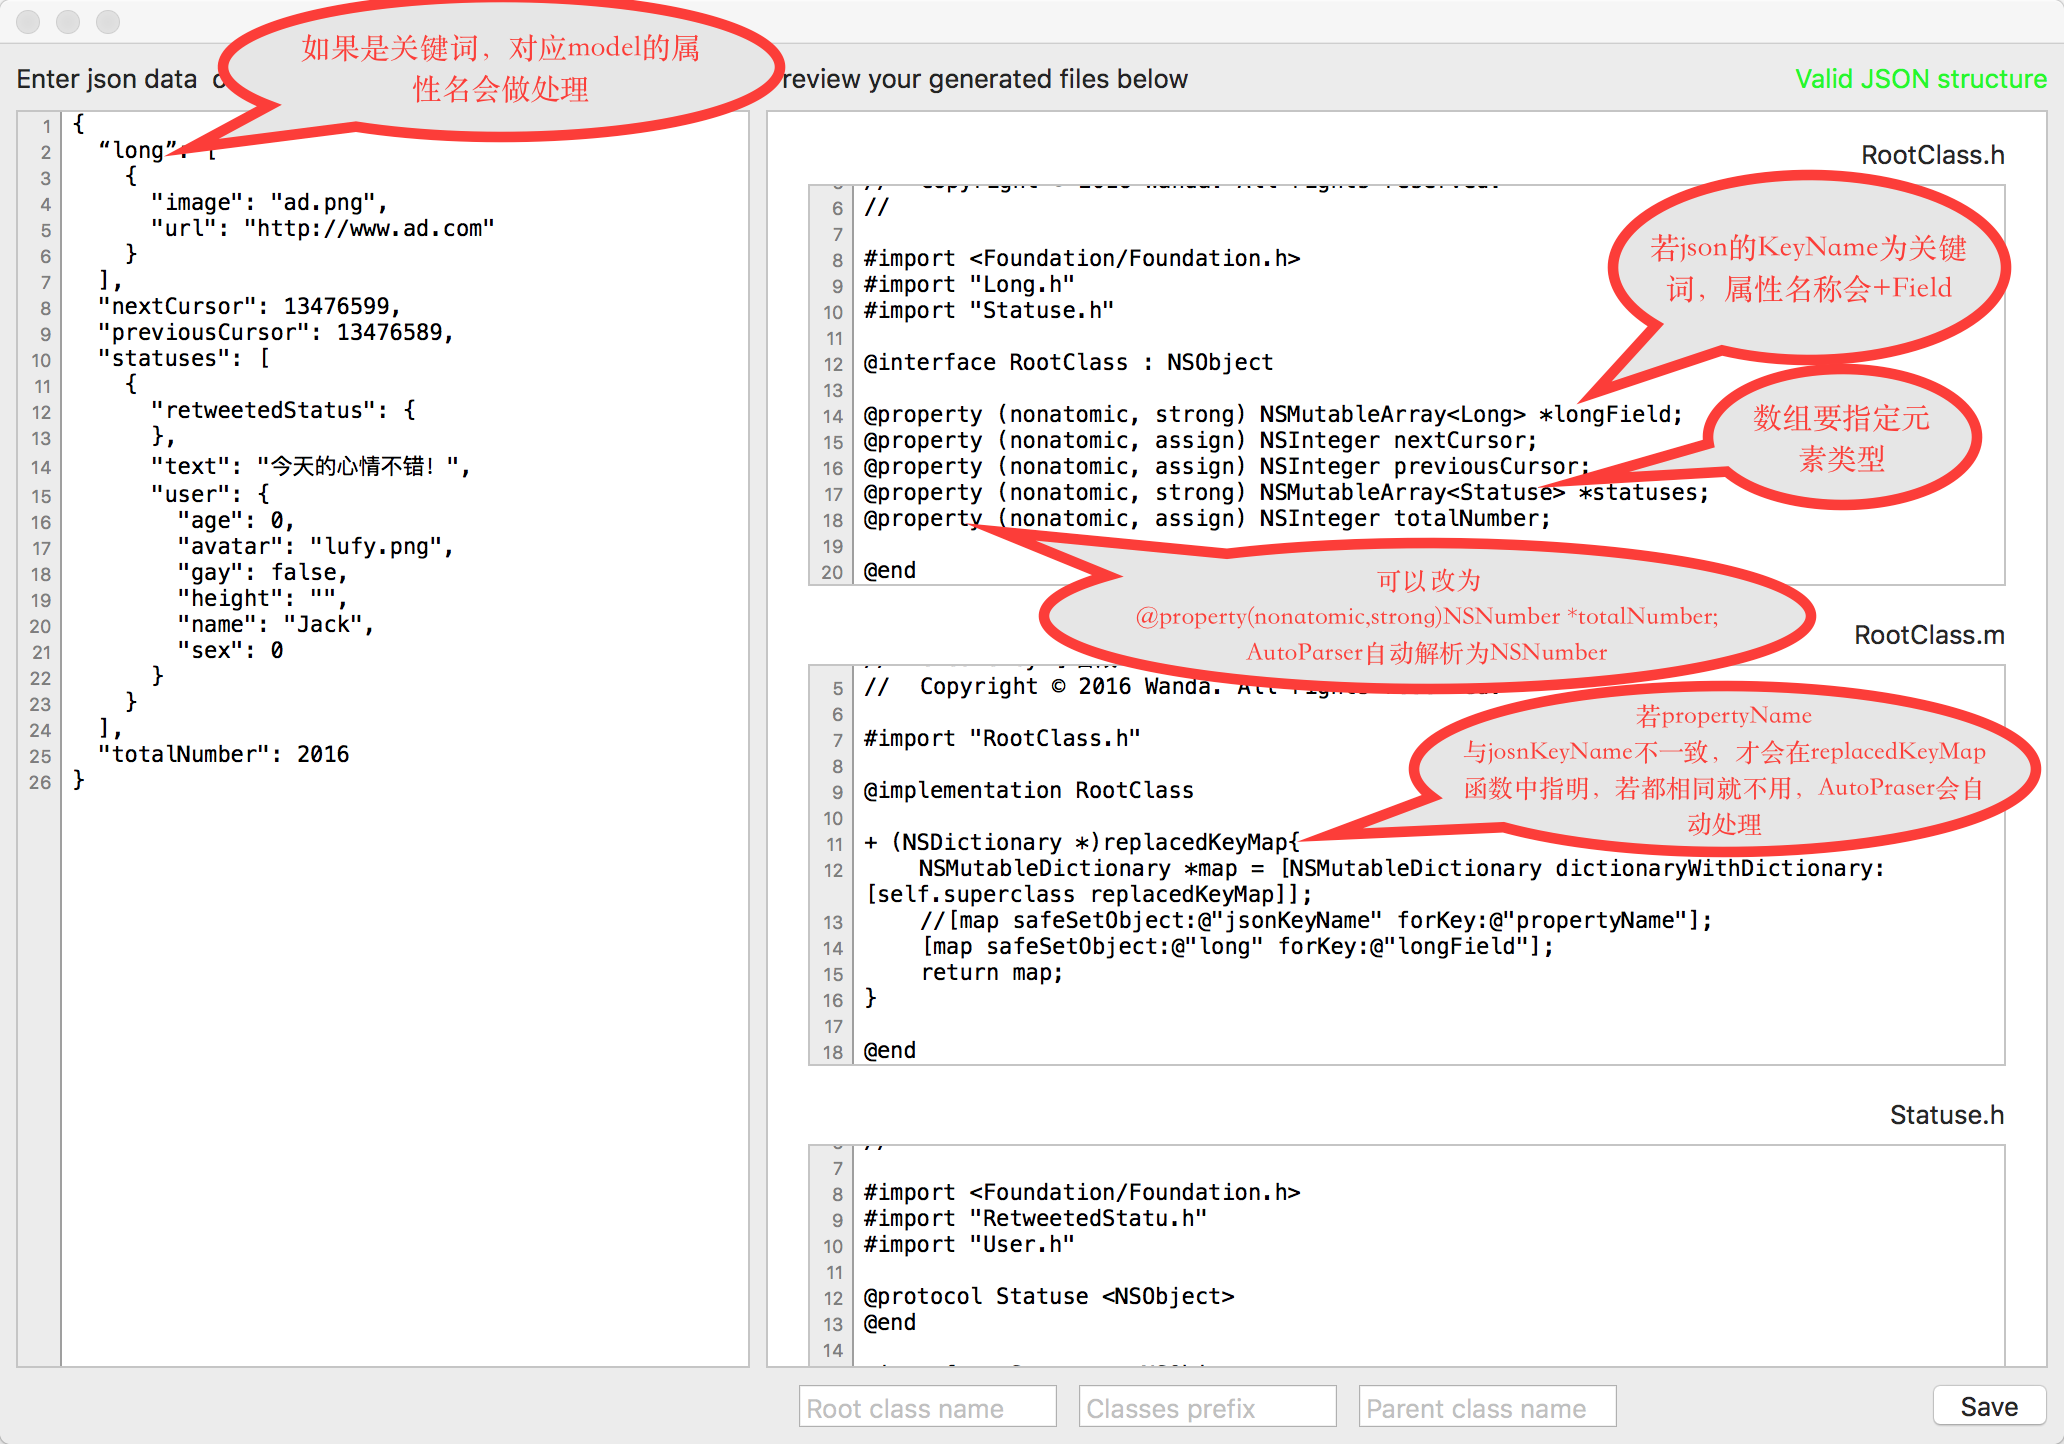 如果是关键词，对应model的属
性名会做处理
Enter json data
review your generated files below
Valid JSON structure
1 {
2 “long”: [
3 {
4 "image": "ad.png",
5 "url": "http://www.ad.com"
6 }
7 ],
8 "nextCursor": 13476599,
9 "previousCursor": 13476589,
10 "statuses": [
11 {
12 "retweetedStatus": {
13 },
14 "text": "今天的心情不错！",
15 "user": {
16 "age": 0,
17 "avatar": "lufy.png",
18 "gay": false,
19 "height": "",
20 "name": "Jack",
21 "sex": 0
22 }
23 }
24 ],
25 "totalNumber": 2016
26 }
RootClass.h
// Copyright © 2016 Wanda. All rights reserved.
6 //
7
8 #import <Foundation/Foundation.h>
9 #import "Long.h"
10 #import "Statuse.h"
11
12 @interface RootClass : NSObject
13
14 @property (nonatomic, strong) NSMutableArray<Long> *longField;
15 @property (nonatomic, assign) NSInteger nextCursor;
16 @property (nonatomic, assign) NSInteger previousCursor;
17 @property (nonatomic, strong) NSMutableArray<Statuse> *statuses;
18 @property (nonatomic, assign) NSInteger totalNumber;
19
20 @end
若json的KeyName为关键
词，属性名称会+Field
数组要指定元
素类型
可以改为
@property(nonatomic,strong)NSNumber *totalNumber;
AutoParser自动解析为NSNumber
RootClass.m
5 // Copyright © 2016 Wanda. All rights
6
7 #import "RootClass.h"
8
9 @implementation RootClass
10
11 + (NSDictionary *)replacedKeyMap{
12 NSMutableDictionary *map = [NSMutableDictionary dictionaryWithDictionary:
[self.superclass replacedKeyMap]];
13 //[map safeSetObject:@"jsonKeyName" forKey:@"propertyName"];
14 [map safeSetObject:@"long" forKey:@"longField"];
15 return map;
16 }
17
18 @end
若propertyName
与josnKeyName不一致，才会在replacedKeyMap
函数中指明，若都相同就不用，AutoPraser会自
动处理
Statuse.h
//
7
8 #import <Foundation/Foundation.h>
9 #import "RetweetedStatu.h"
10 #import "User.h"
11
12 @protocol Statuse <NSObject>
13 @end
14
Root class name
Classes prefix
Parent class name
Save